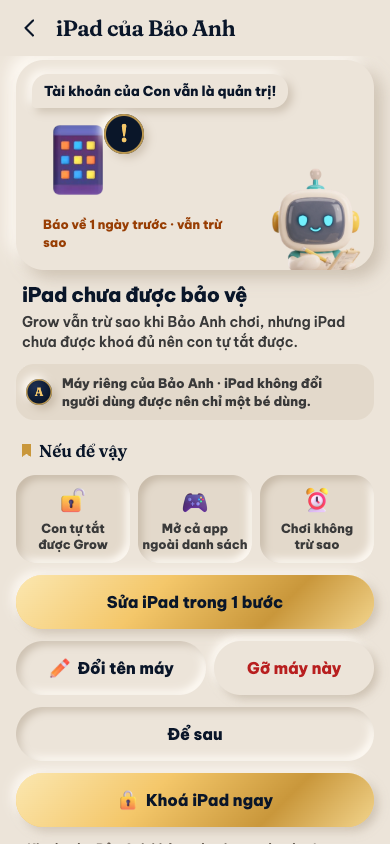 iPad của Bảo Anh
Tài khoản của Con vẫn là quản trị!
!
Báo về 1 ngày trước · vẫn trừ
sao
iPad chưa được bảo vệ
Grow vẫn trừ sao khi Bảo Anh chơi, nhưng iPad
chưa được khoá đủ nên con tự tắt được.
A
Máy riêng của Bảo Anh · iPad không đổi
người dùng được nên chỉ một bé dùng.
Nếu để vậy
Con tự tắt
được Grow
Mở cả app
ngoài danh sách
Chơi không
trừ sao
Sửa iPad trong 1 bước
Đổi tên máy
Gỡ máy này
Để sau
Khoá iPad ngay